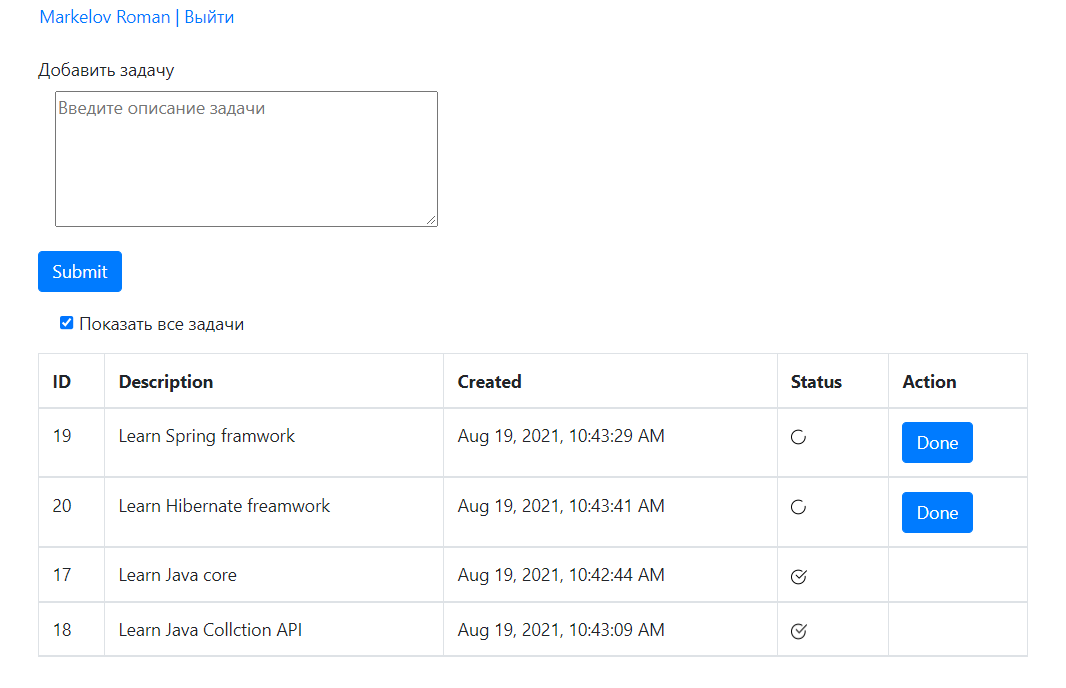 Markelov Roman | Выйти
Добавить задачу
Введите описание задачи
Submit
Показать все задачи
ID Description Created Status Action
19 Learn Spring framwork Aug 19, 2021, 10:43:29 AM Done
20 Learn Hibernate freamwork Aug 19, 2021, 10:43:41 AM Done
17 Learn Java core Aug 19, 2021, 10:42:44 AM
18 Learn Java Collction API Aug 19, 2021, 10:43:09 AM